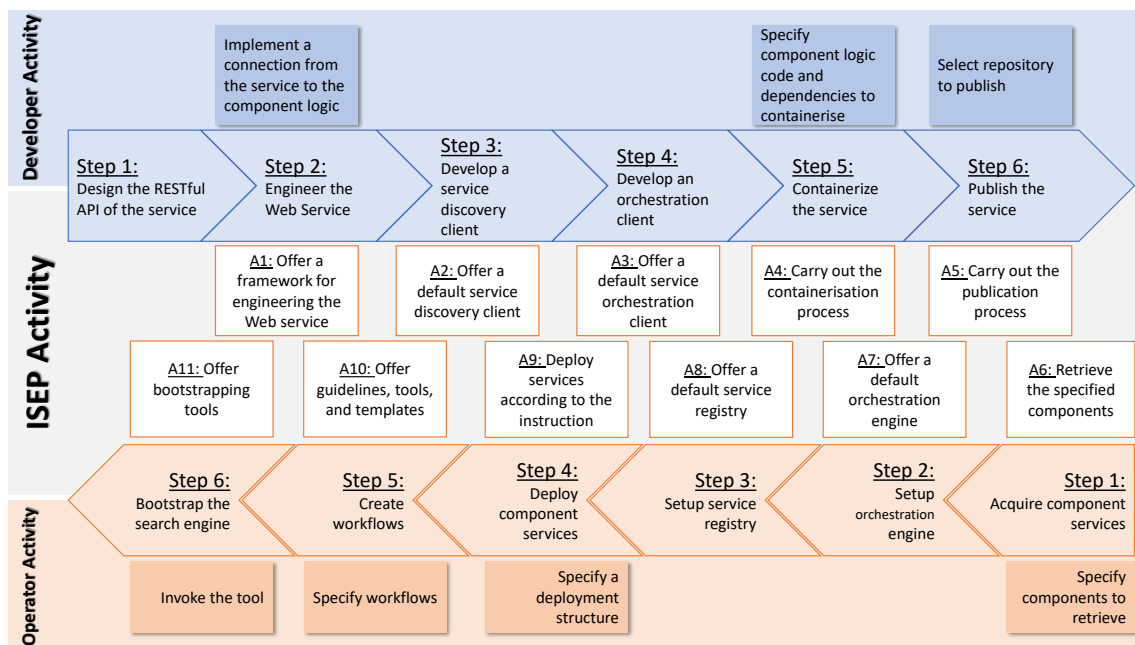 Developer Activity
Implement a
connection from
the service to the
component logic
Specify
component logic
code and
dependencies to
containerise
Select repository
to publish
Step 1:
Design the RESTful
API of the service
Step 2:
Engineer the
Web Service
Step 3:
Develop a
service
discovery
client
Step 4:
Develop an
orchestration
client
Step 5:
Containerize
the service
Step 6:
Publish the
service
ISEP Activity
A1: Offer a
framework for
engineering the
Web service
A2: Offer a
default service
discovery client
A3: Offer a
default service
orchestration
client
A4: Carry out the
containerisation
process
A5: Carry out the
publication
process
A11: Offer
bootstrapping
tools
A10: Offer
guidelines, tools,
and templates
A9: Deploy
services
according to the
instruction
A8: Offer a
default service
registry
A7: Offer a
default
orchestration
engine
A6: Retrieve
the specified
components
Operator Activity
Step 6:
Bootstrap the
search engine
Step 5:
Create
workflows
Step 4:
Deploy
component
services
Step 3:
Setup service
registry
Step 2:
Setup
orchestration
engine
Step 1:
Acquire component
services
Invoke the tool
Specify workflows
Specify a
deployment
structure
Specify
components to
retrieve